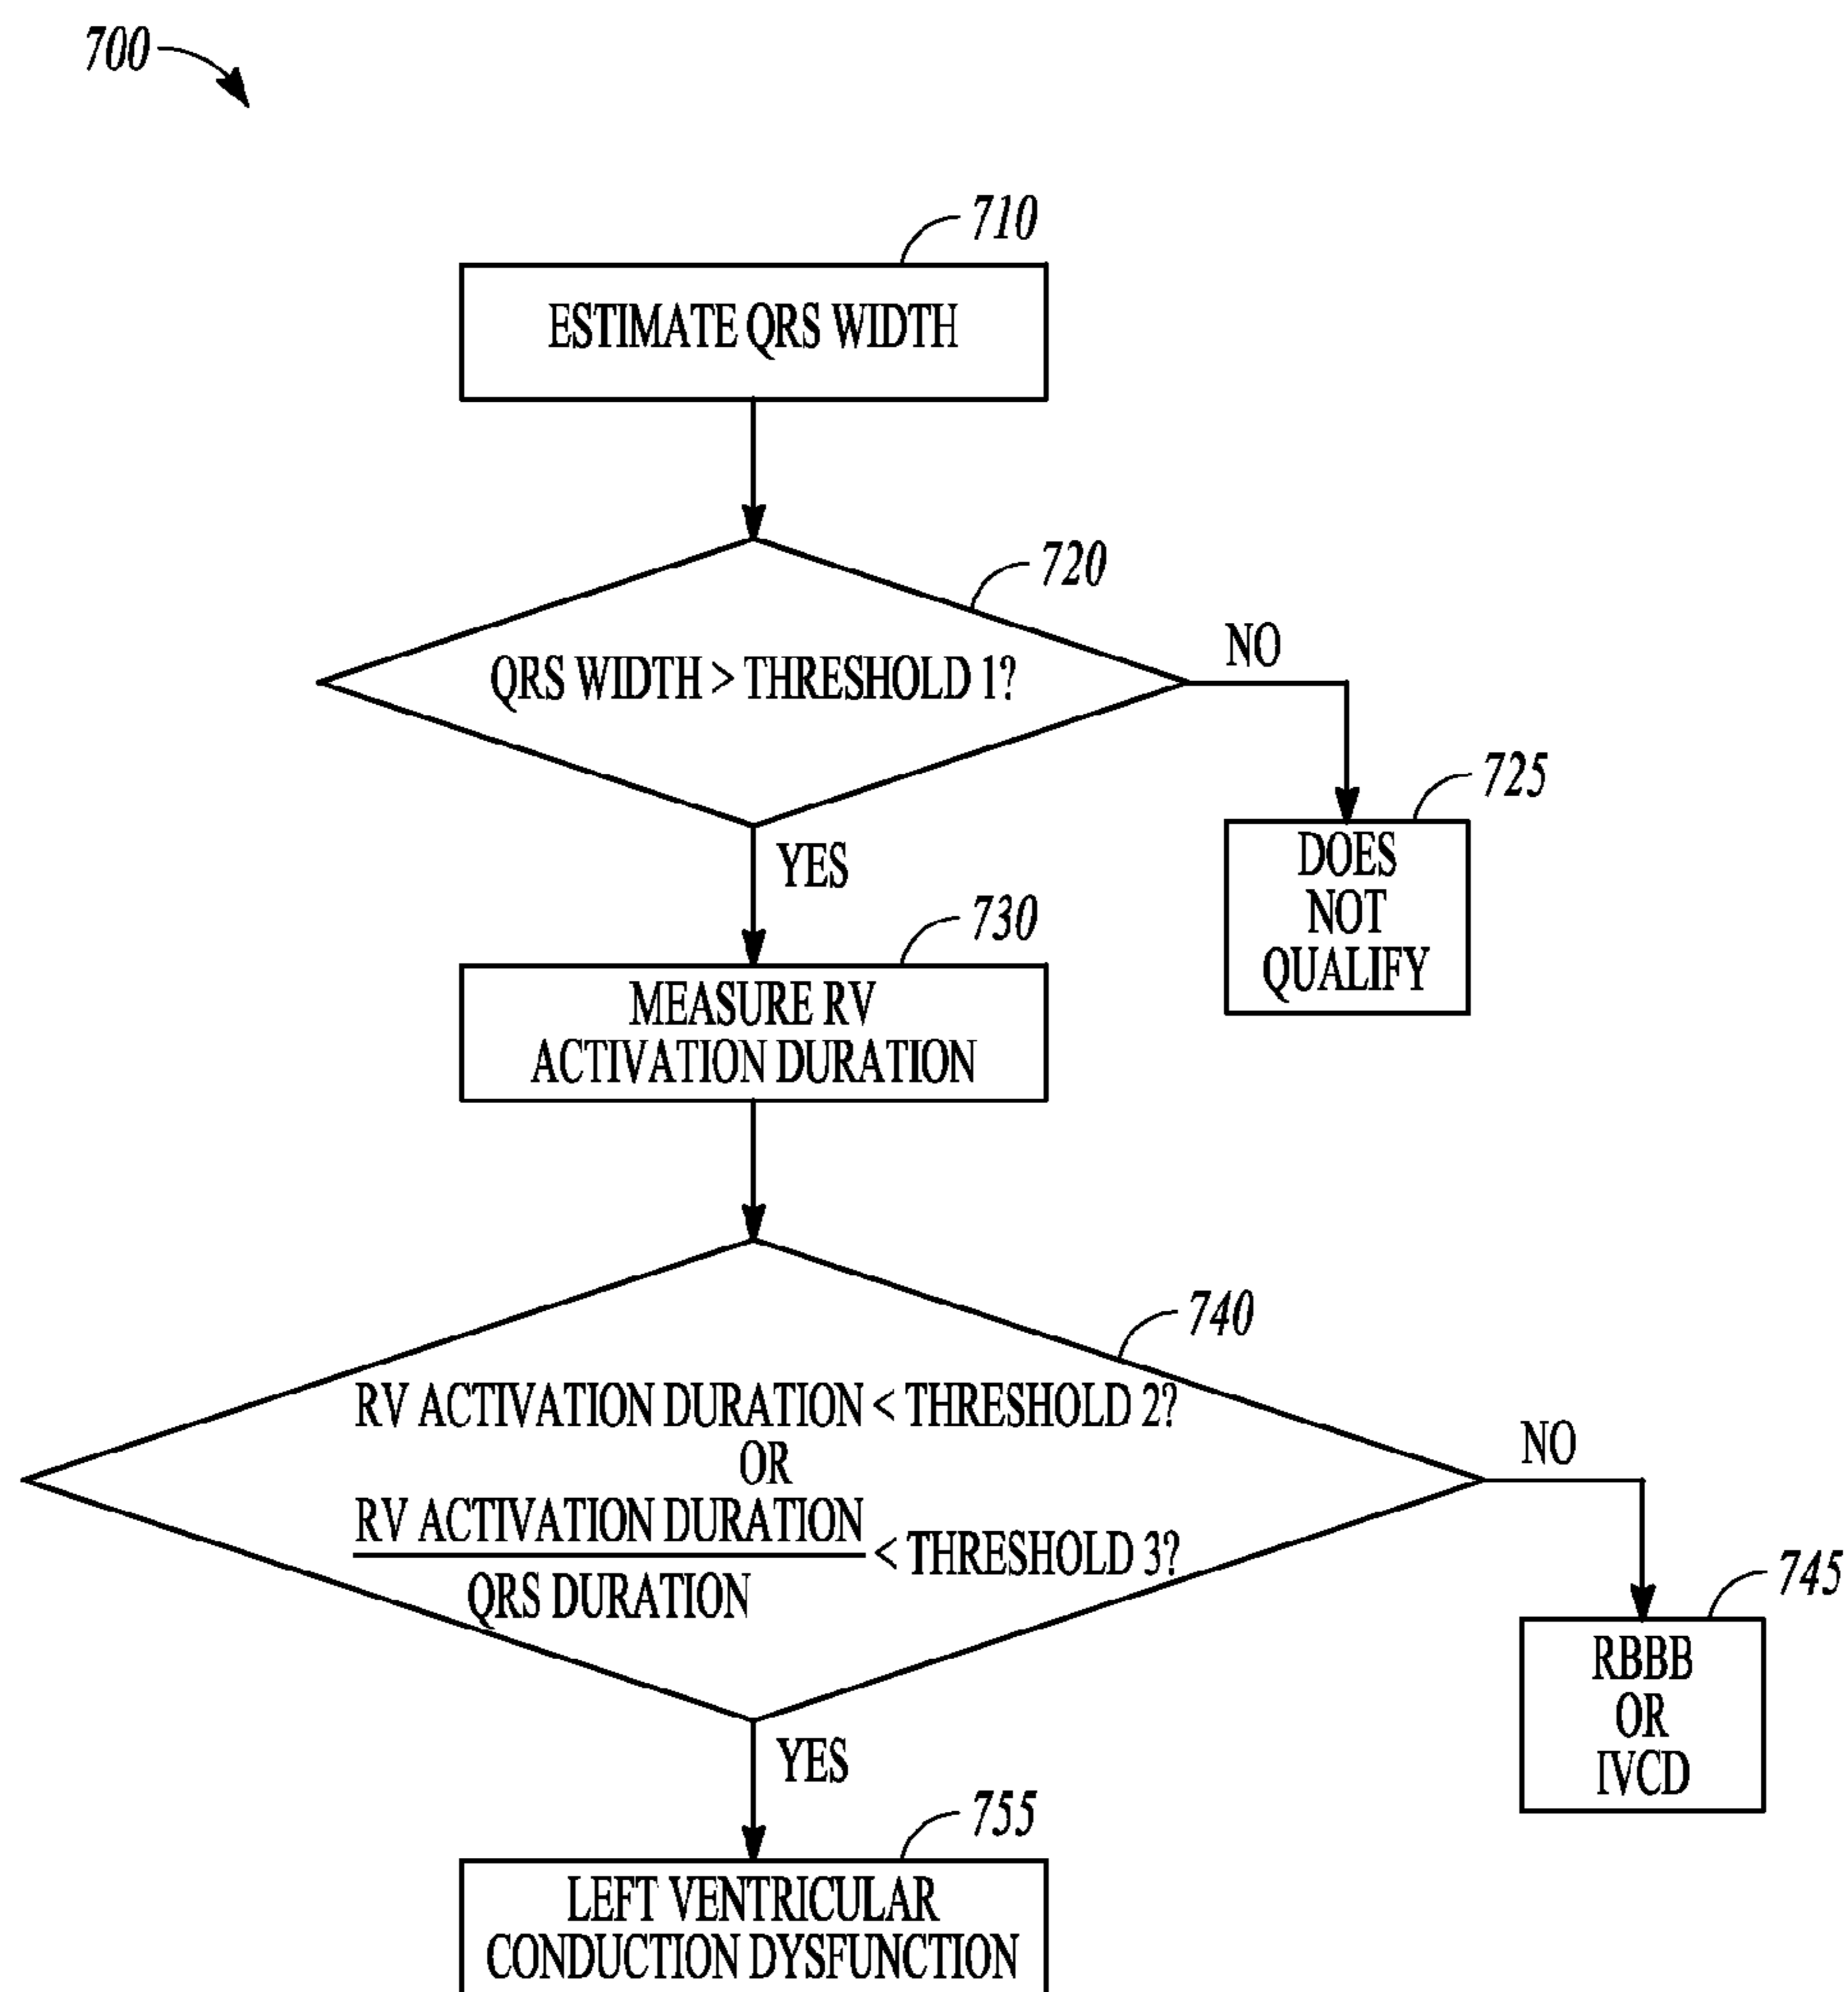 700
710
ESTIMATE QRS WIDTH
720
QRS WIDTH > THRESHOLD 1?
NO
725
DOES
NOT
QUALIFY
YES
730
MEASURE RV
ACTIVATION DURATION
740
RV ACTIVATION DURATION < THRESHOLD 2?
OR
RV ACTIVATION DURATION
QRS DURATION
< THRESHOLD 3?
NO
745
RBBB
OR
IVCD
YES
755
LEFT VENTRICULAR
CONDUCTION DYSFUNCTION